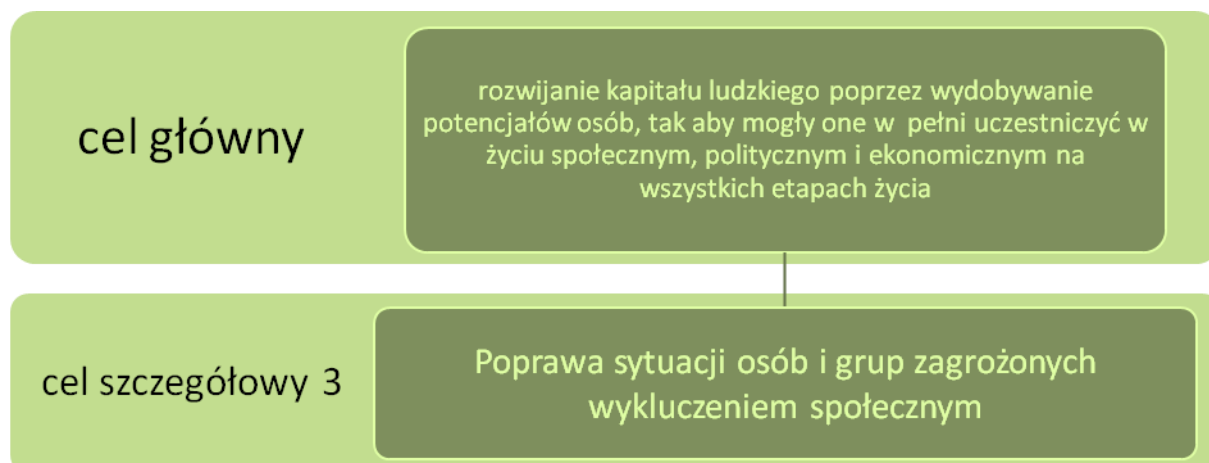 cel główny
rozwijanie kapitału ludzkiego poprzez wydobywanie
potencjałów osób, tak aby mogły one w pełni uczestniczyć w
życiu społecznym, politycznym i ekonomicznym na
wszystkich etapach życia
cel szczegółowy 3
Poprawa sytuacji osób i grup zagrożonych
wykluczeniem społecznym